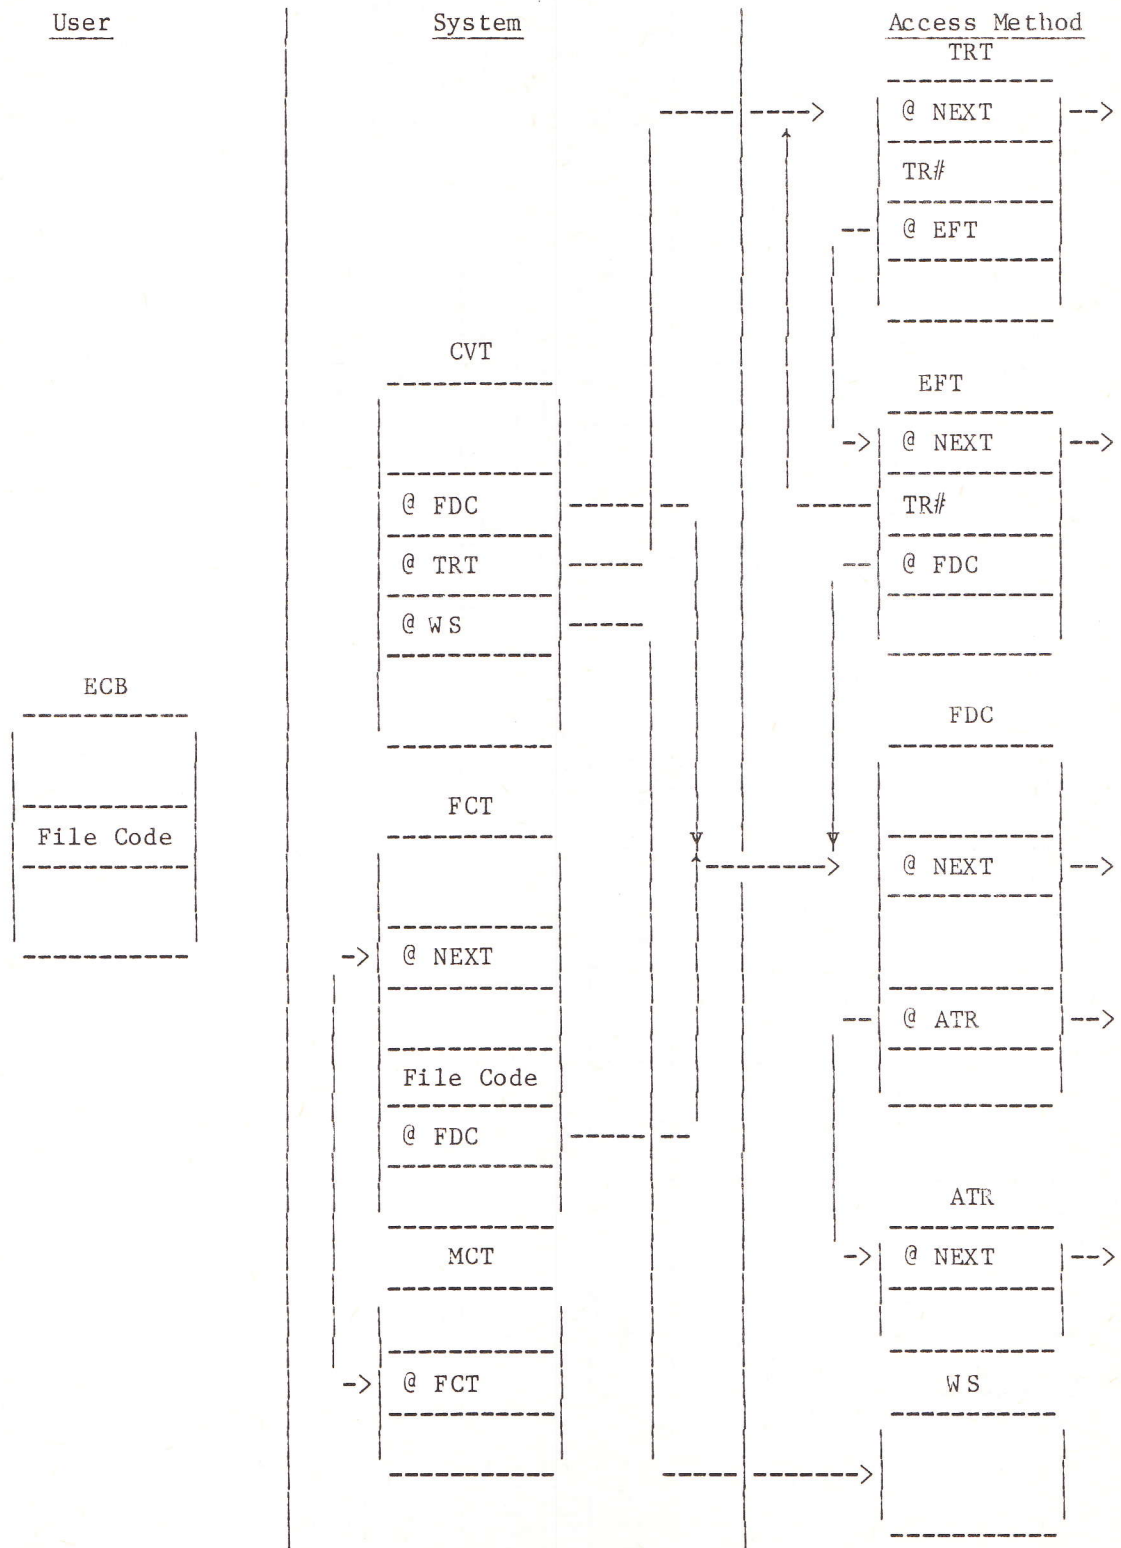 User System Access Method
TRT
@ NEXT
TR#
@ EFT
CVT
EFT
@ NEXT
@ FDC
TR#
@ TRT
@ FDC
@ WS
ECB
FDC
File Code
FCT
@ NEXT
@ NEXT
@ ATR
File Code
@ FDC
ATR
MCT
@ NEXT
@ FCT
WS